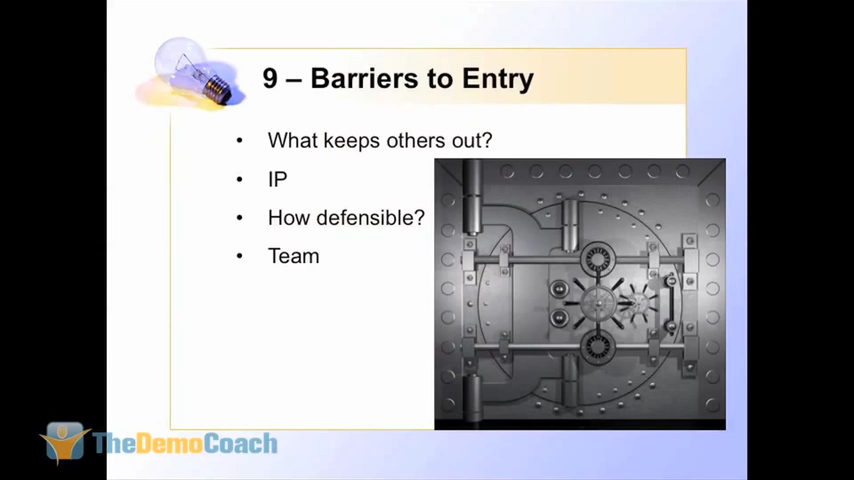 9 – Barriers to Entry
• What keeps others out?
• IP
• How defensible?
• Team
TheDemoCoach